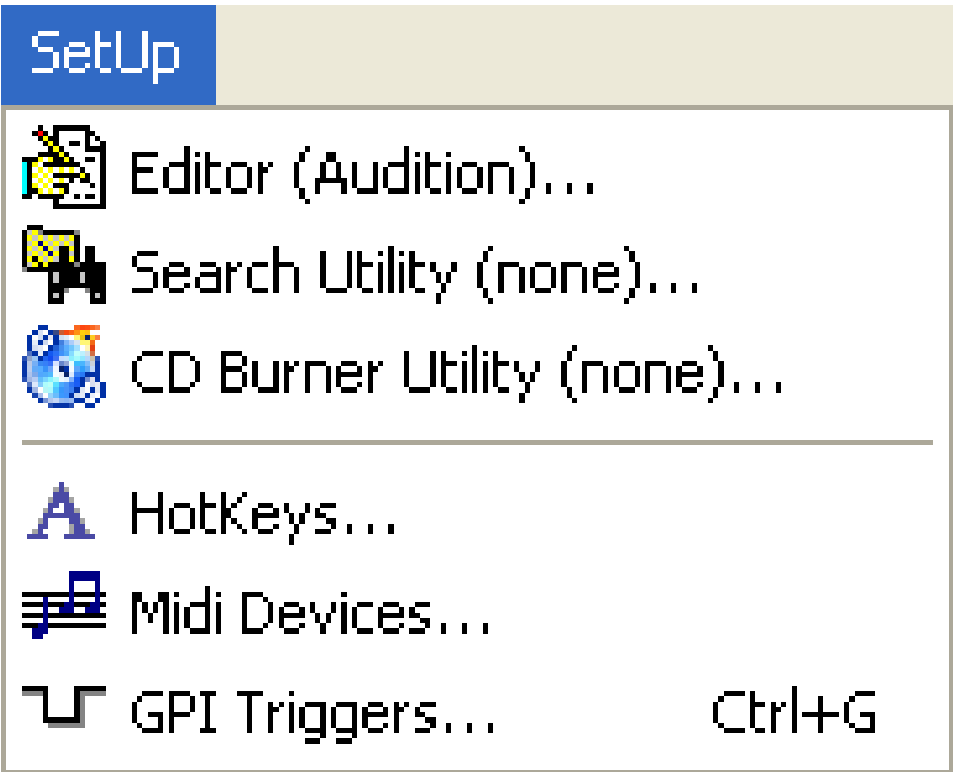 SetUp
Editor (Audition)...
Search Utility (none)...
CD Burner Utility (none)...
HotKeys...
Midi Devices...
GPI Triggers... Ctrl+G